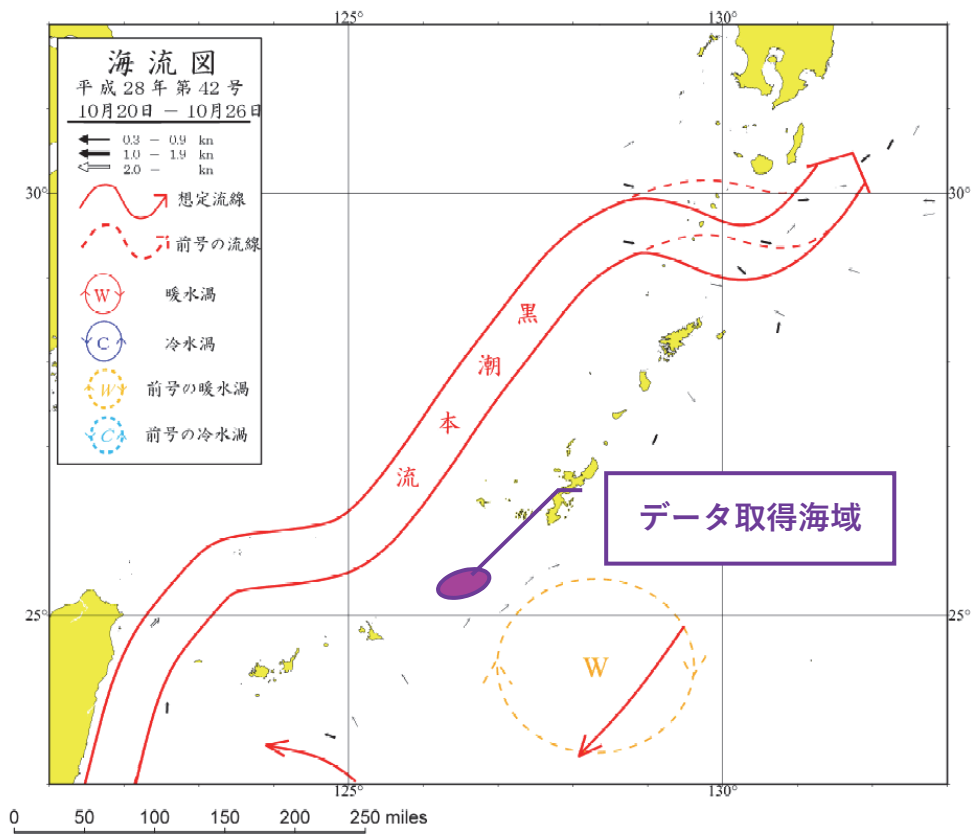 125°
130°
海流図
平成28年第42号
10月20日 － 10月26日
0.3 － 0.9 kn
1.0 － 1.9 kn
2.0 － kn
想定流線
前号の流線
W 暖水渦
C 冷水渦
W 前号の暖水渦
C 前号の冷水渦
30°
30°
黒
潮
本
流
データ取得海域
25°
25°
W
125°
130°
0 50 100 150 200 250 miles